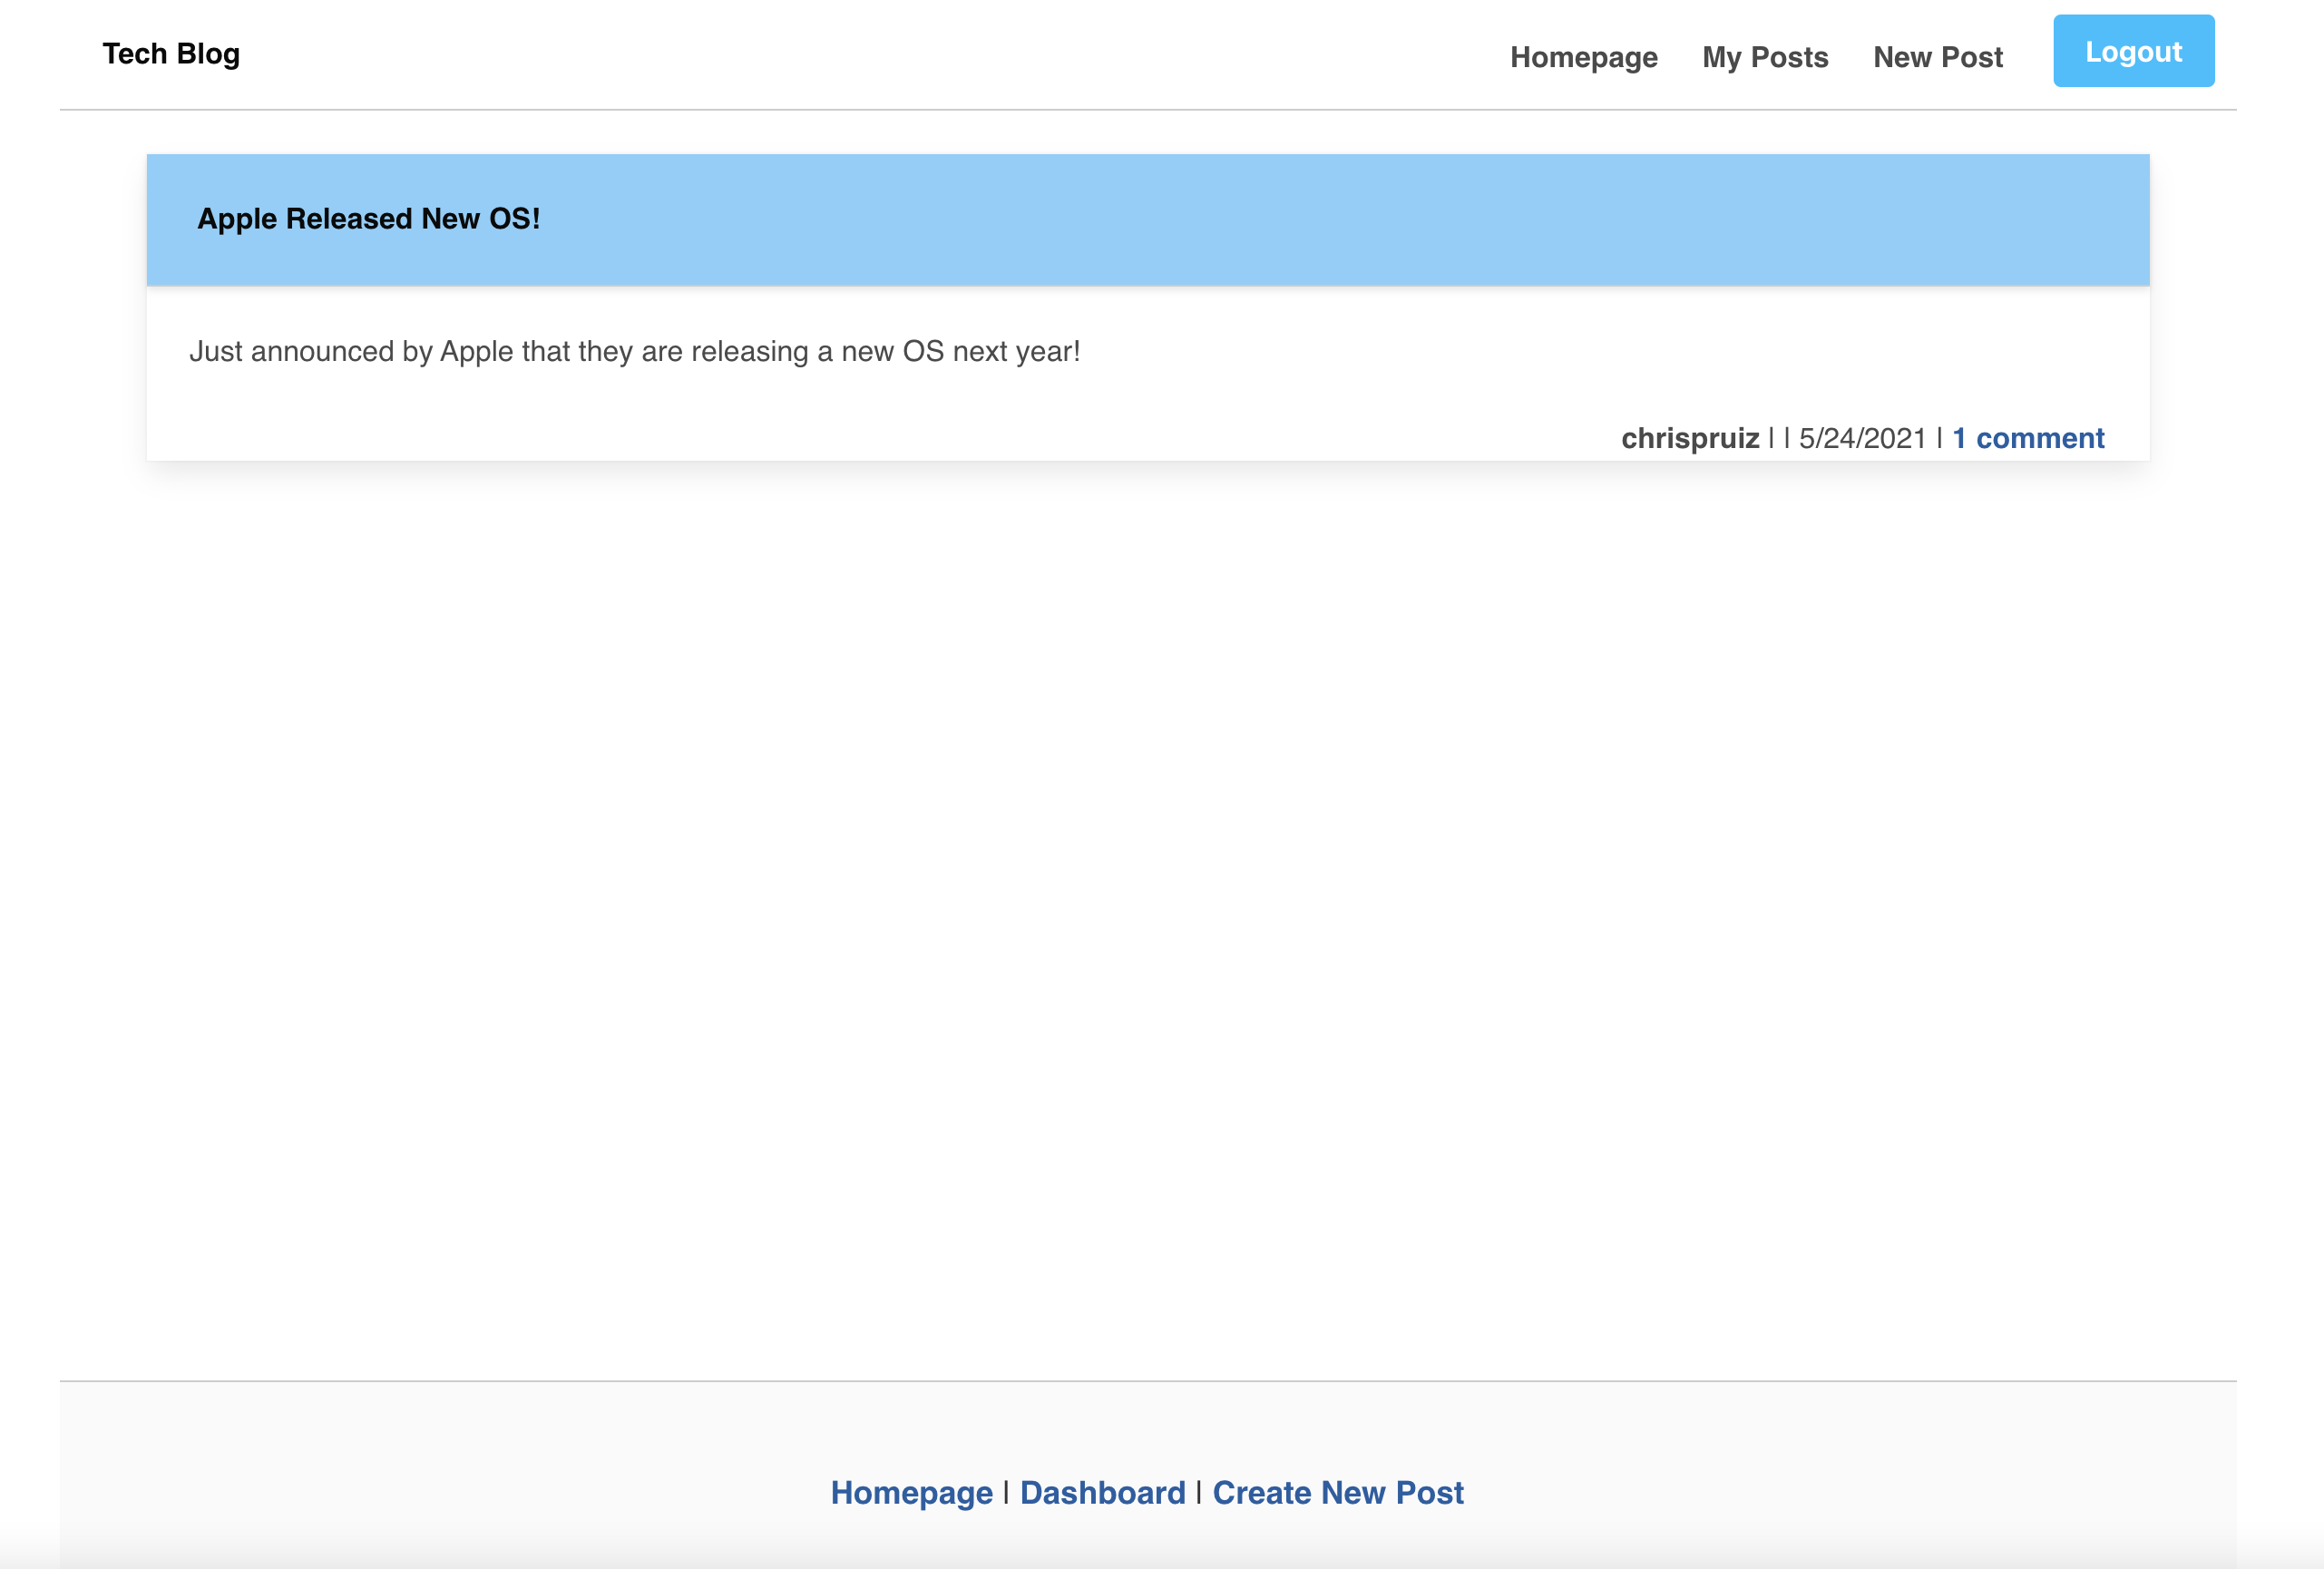 Tech Blog
Homepage My Posts New Post Logout
Apple Released New OS!
Just announced by Apple that they are releasing a new OS next year!
chrispruiz | | 5/24/2021 | 1 comment
Homepage | Dashboard | Create New Post